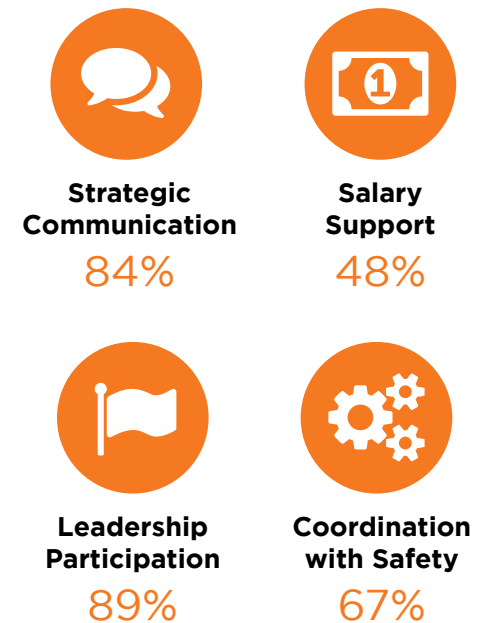 Strategic
Communication
84%
1
Salary
Support
48%
Leadership
Participation
89%
Coordination
with Safety
67%